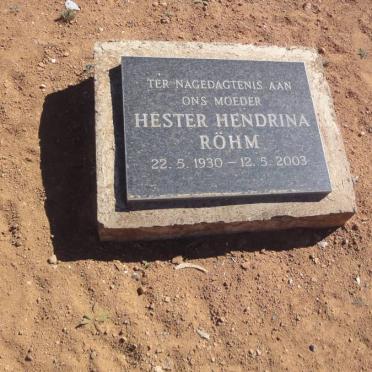 TER NAGEDAGTENIS AAN
ONS MOEDER
HESTER HENDRINA
RÖHM
22. 5. 1930 – 12. 5. 2003